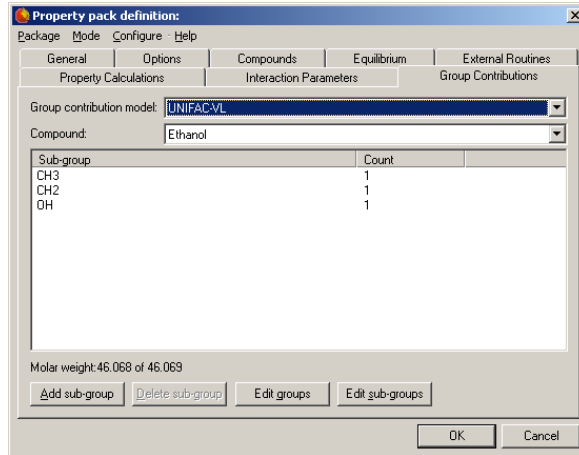 Property pack definition:
Package Mode Configure Help
General Options Compounds Equilibrium External Routines
Property Calculations Interaction Parameters Group Contributions
Group contribution model: UNIFAC-VL
Compound: Ethanol
Sub-group Count
CH3 1
CH2 1
OH 1
Molar weight:46.068 of 46.069
Add sub-group Delete sub-group Edit groups Edit sub-groups
OK Cancel